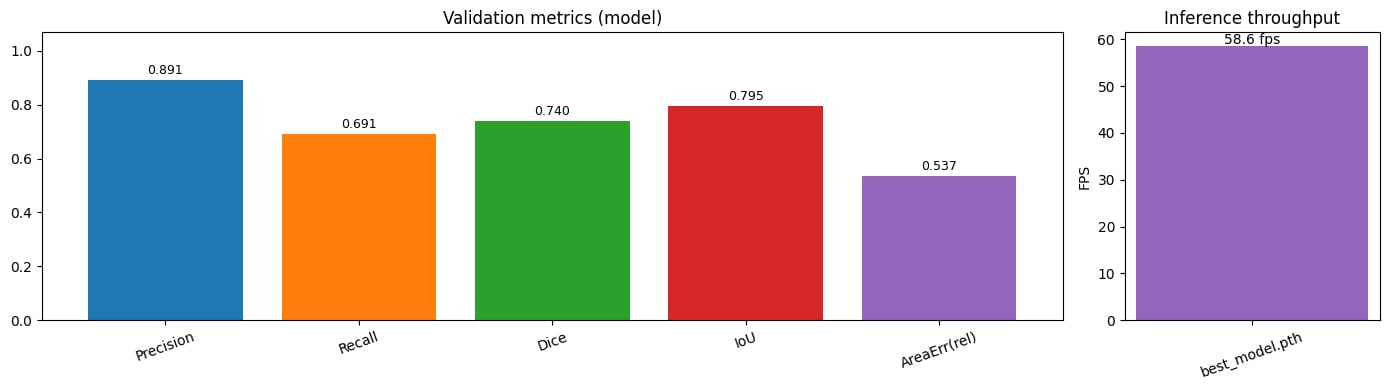 Validation metrics (model)
1.0
0.8
0.6
0.4
0.2
0.0
0.891
0.691
0.740
0.795
0.537
Precision
Recall
Dice
IoU
AreaErr(rel)
Inference throughput
FPS
60
50
40
30
20
10
0
58.6 fps
best_model.pth